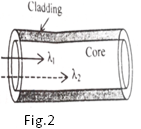 Cladding
Core
λ₁
λ₂
Fig.2